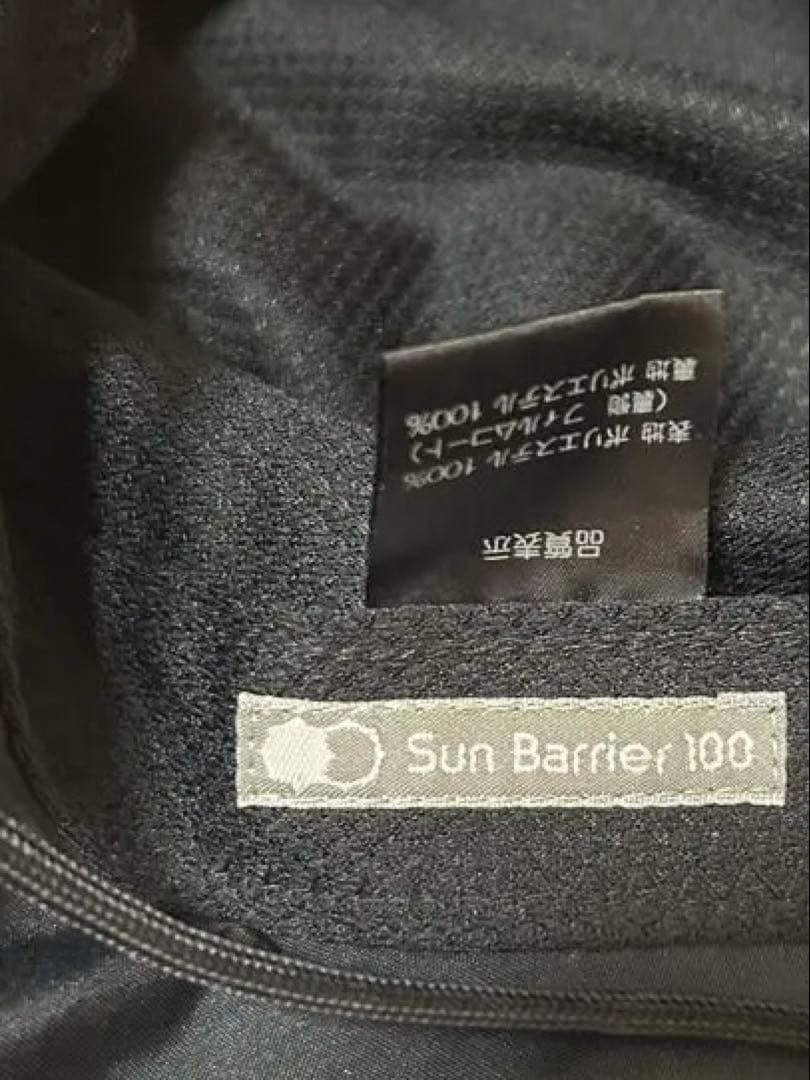 品質表示
表地 ポリエステル 100%
(裏面 フィルムコート)
裏地 ポリエステル 100%
Sun Barrier 100